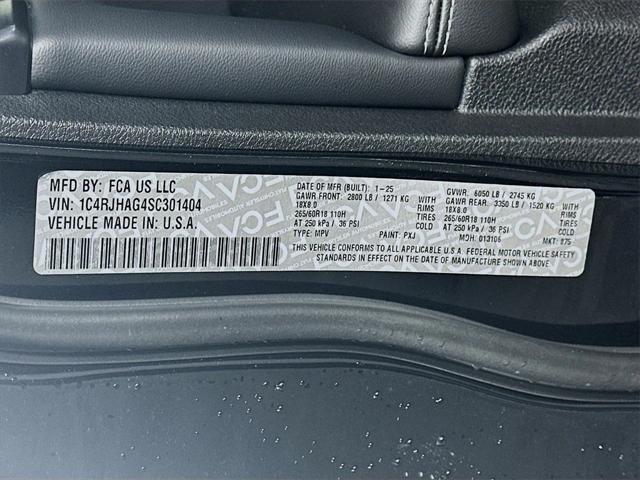 MFD BY: FCA US LLC
VIN: 1C4RJHAG4SC301404
VEHICLE MADE IN U.S.A.
DATE OF MFR (BUILT): 1-25
GVWR: 6050 LB / 2745 KG
GAWR FRONT: 2800 LB / 1271 KG WITH
18X8.0 RIMS
265/60R18 110H TIRES
AT 250 kPa / 36 PSI COLD
GAWR REAR: 3350 LB / 1520 KG WITH
18X8.0 RIMS
265/60R18 110H TIRES
AT 250 kPa / 36 PSI COLD
TYPE: MPV PAINT: PXJ MDH: 013106 MKT: 875
THIS VEHICLE CONFORMS TO ALL APPLICABLE U.S.A. FEDERAL MOTOR VEHICLE SAFETY
STANDARDS IN EFFECT ON THE DATE OF MANUFACTURE SHOWN ABOVE.